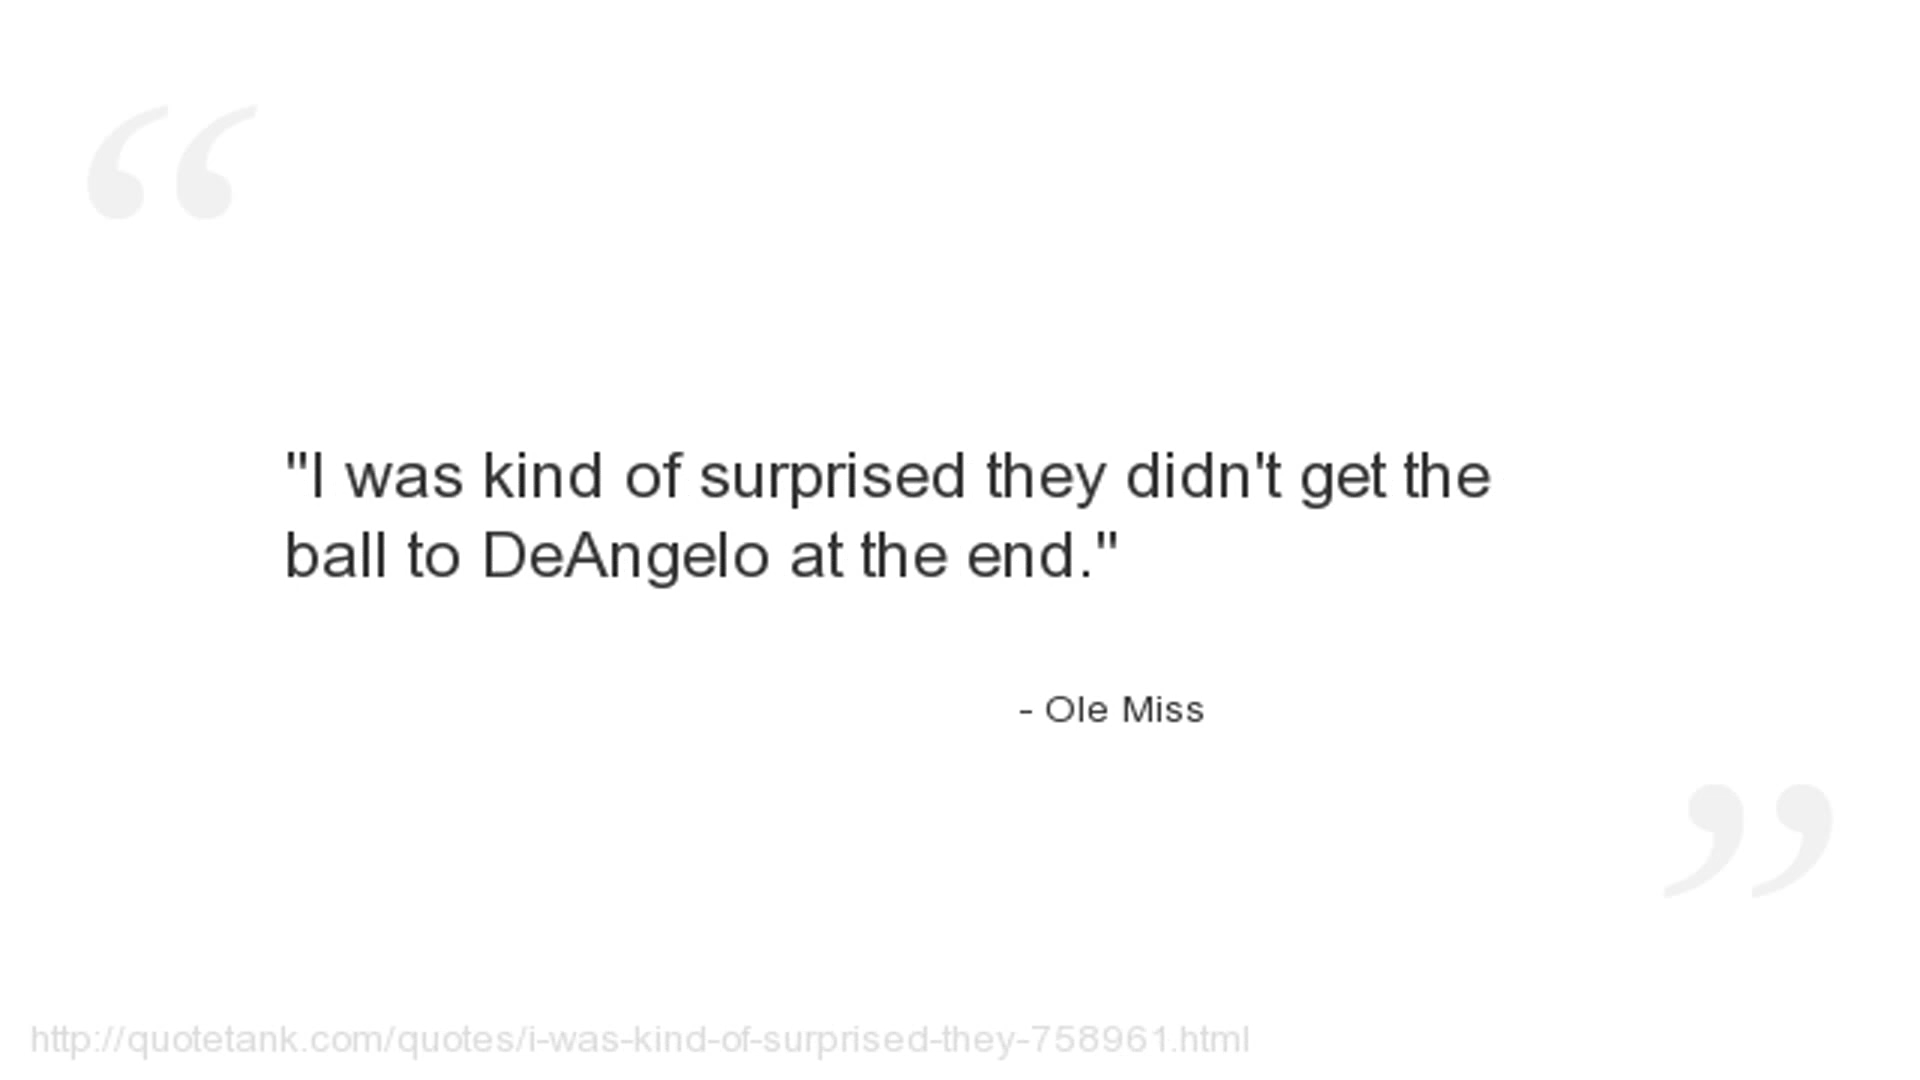 “
"I was kind of surprised they didn't get the
ball to DeAngelo at the end."
- Ole Miss
”
http://quotetank.com/quotes/i-was-kind-of-surprised-they-758961.html